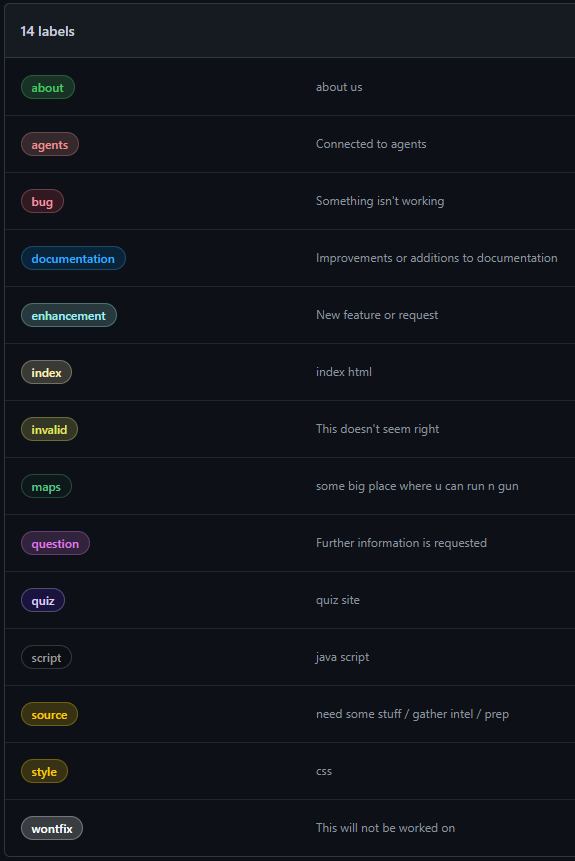 14 labels
about about us
agents Connected to agents
bug Something isn't working
documentation Improvements or additions to documentation
enhancement New feature or request
index index html
invalid This doesn't seem right
maps some big place where u can run n gun
question Further information is requested
quiz quiz site
script java script
source need some stuff / gather intel / prep
style css
wontfix This will not be worked on